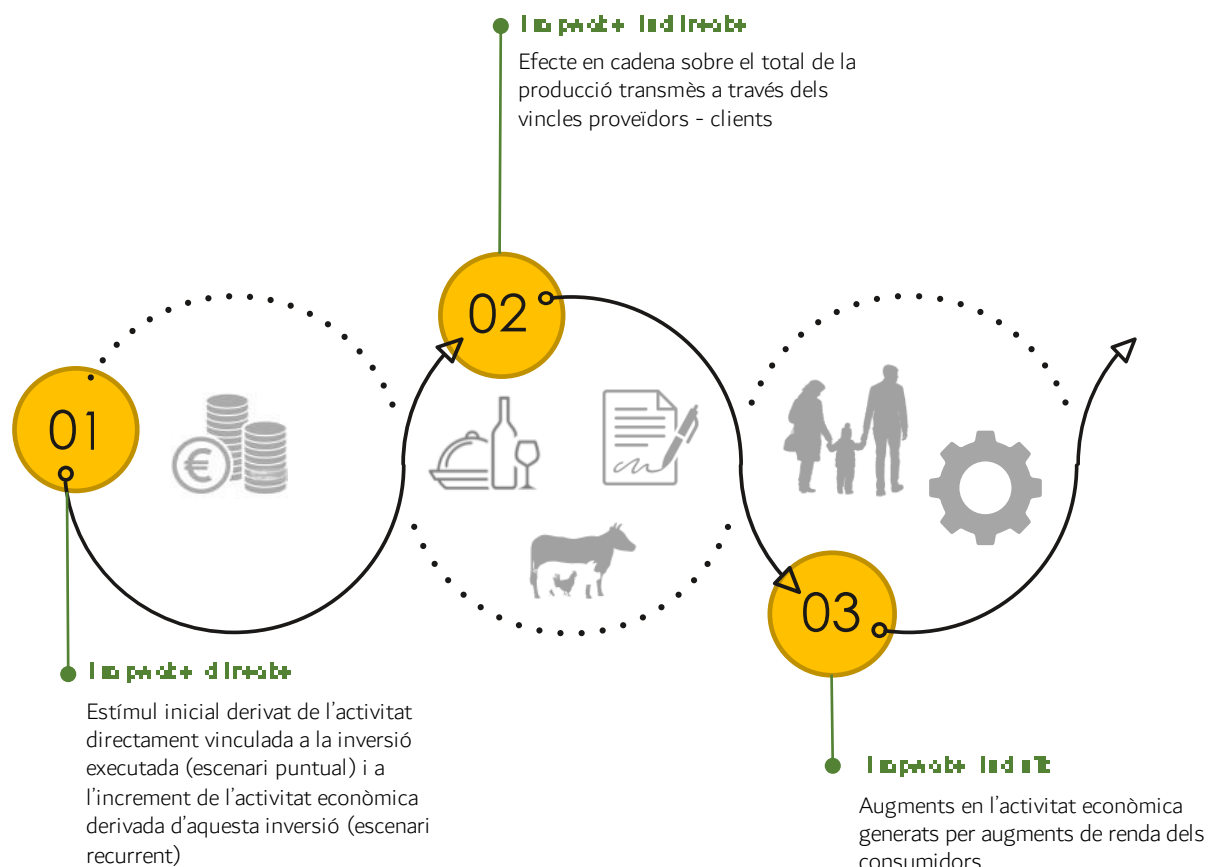 01
Estímul inicial derivat de l’activitat
directament vinculada a la inversió
executada (escenari puntual) i a
l’increment de l’activitat econòmica
derivada d’aquesta inversió (escenari
recurrent)
02
Efecte en cadena sobre el total de la
producció transmès a través dels
vincles proveïdors - clients
03
Augments en l’activitat econòmica
generats per augments de renda dels
consumidors